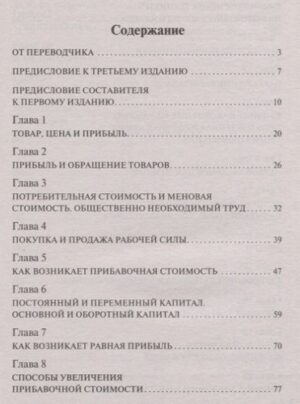 Содержание
ОТ ПЕРЕВОДЧИКА 3
ПРЕДИСЛОВИЕ К ТРЕТЬЕМУ ИЗДАНИЮ 7
ПРЕДИСЛОВИЕ СОСТАВИТЕЛЯ
К ПЕРВОМУ ИЗДАНИЮ. 10
Глава 1
ТОВАР, ЦЕНА И ПРИБЫЛЬ. 20
Глава 2
ПРИБЫЛЬ И ОБРАЩЕНИЕ ТОВАРОВ. 26
Глава 3
ПОТРЕБИТЕЛЬНАЯ СТОИМОСТЬ И МЕНОВАЯ
СТОИМОСТЬ. ОБЩЕСТВЕННО НЕОБХОДИМЫЙ ТРУД 32
Глава 4
ПОКУПКА И ПРОДАЖА РАБОЧЕЙ СИЛЫ. 39
Глава 5
КАК ВОЗНИКАЕТ ПРИБАВОЧНАЯ СТОИМОСТЬ 47
Глава 6
ПОСТОЯННЫЙ И ПЕРЕМЕННЫЙ КАПИТАЛ.
ОСНОВНОЙ И ОБОРОТНЫЙ КАПИТАЛ 59
Глава 7
КАК ВОЗНИКАЕТ РАВНАЯ ПРИБЫЛЬ 70
Глава 8
СПОСОБЫ УВЕЛИЧЕНИЯ
ПРИБАВОЧНОЙ СТОИМОСТИ 77